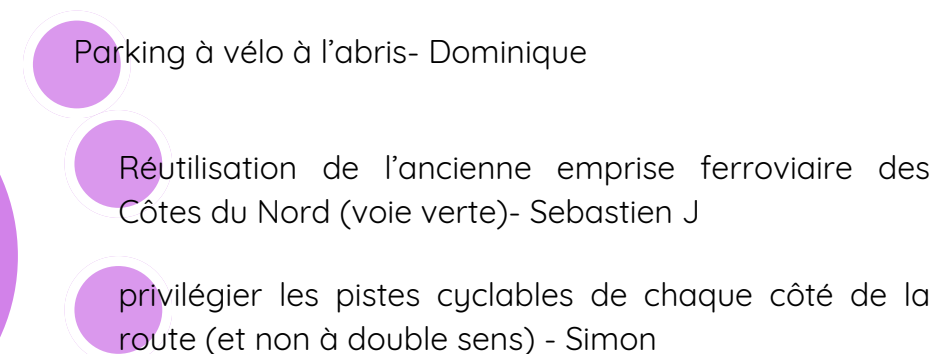 Parking à vélo à l'abris- Dominique
Réutilisation de l'ancienne emprise ferroviaire des
Côtes du Nord (voie verte)- Sebastien J
privilégier les pistes cyclables de chaque côté de la
route (et non à double sens) - Simon